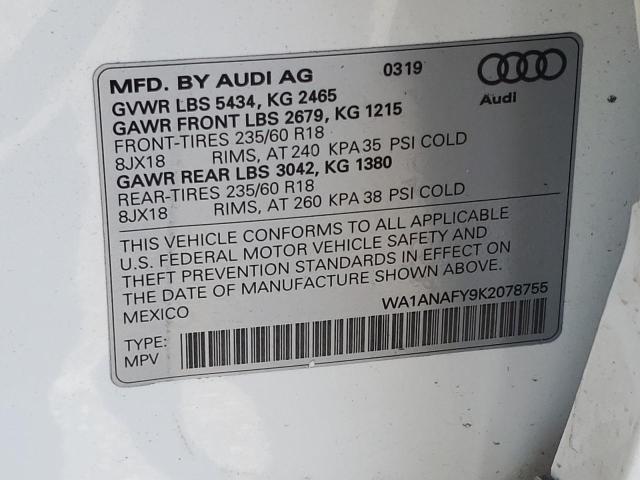 MFD. BY AUDI AG 0319
Audi
GVWR LBS 5434, KG 2465
GAWR FRONT LBS 2679, KG 1215
FRONT-TIRES 235/60 R18
8JX18 RIMS, AT 240 KPA 35 PSI COLD
GAWR REAR LBS 3042, KG 1380
REAR-TIRES 235/60 R18
8JX18 RIMS, AT 260 KPA 38 PSI COLD
THIS VEHICLE CONFORMS TO ALL APPLICABLE
U.S. FEDERAL MOTOR VEHICLE SAFETY AND
THEFT PREVENTION STANDARDS IN EFFECT ON
THE DATE OF MANUFACTURE SHOWN ABOVE.
MEXICO WA1ANAFY9K2078755
TYPE:
MPV